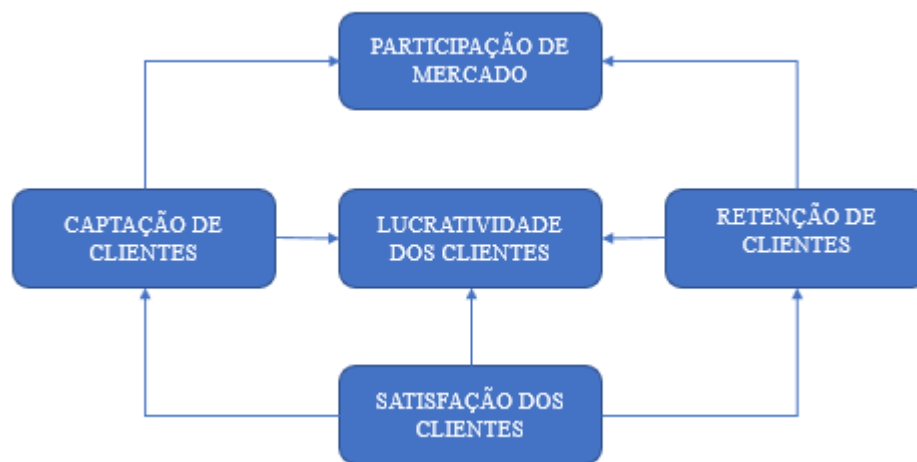 PARTICIPAÇÃO DE
MERCADO
CAPTAÇÃO DE
CLIENTES
LUCRATIVIDADE
DOS CLIENTES
RETENÇÃO DE
CLIENTES
SATISFAÇÃO DOS
CLIENTES